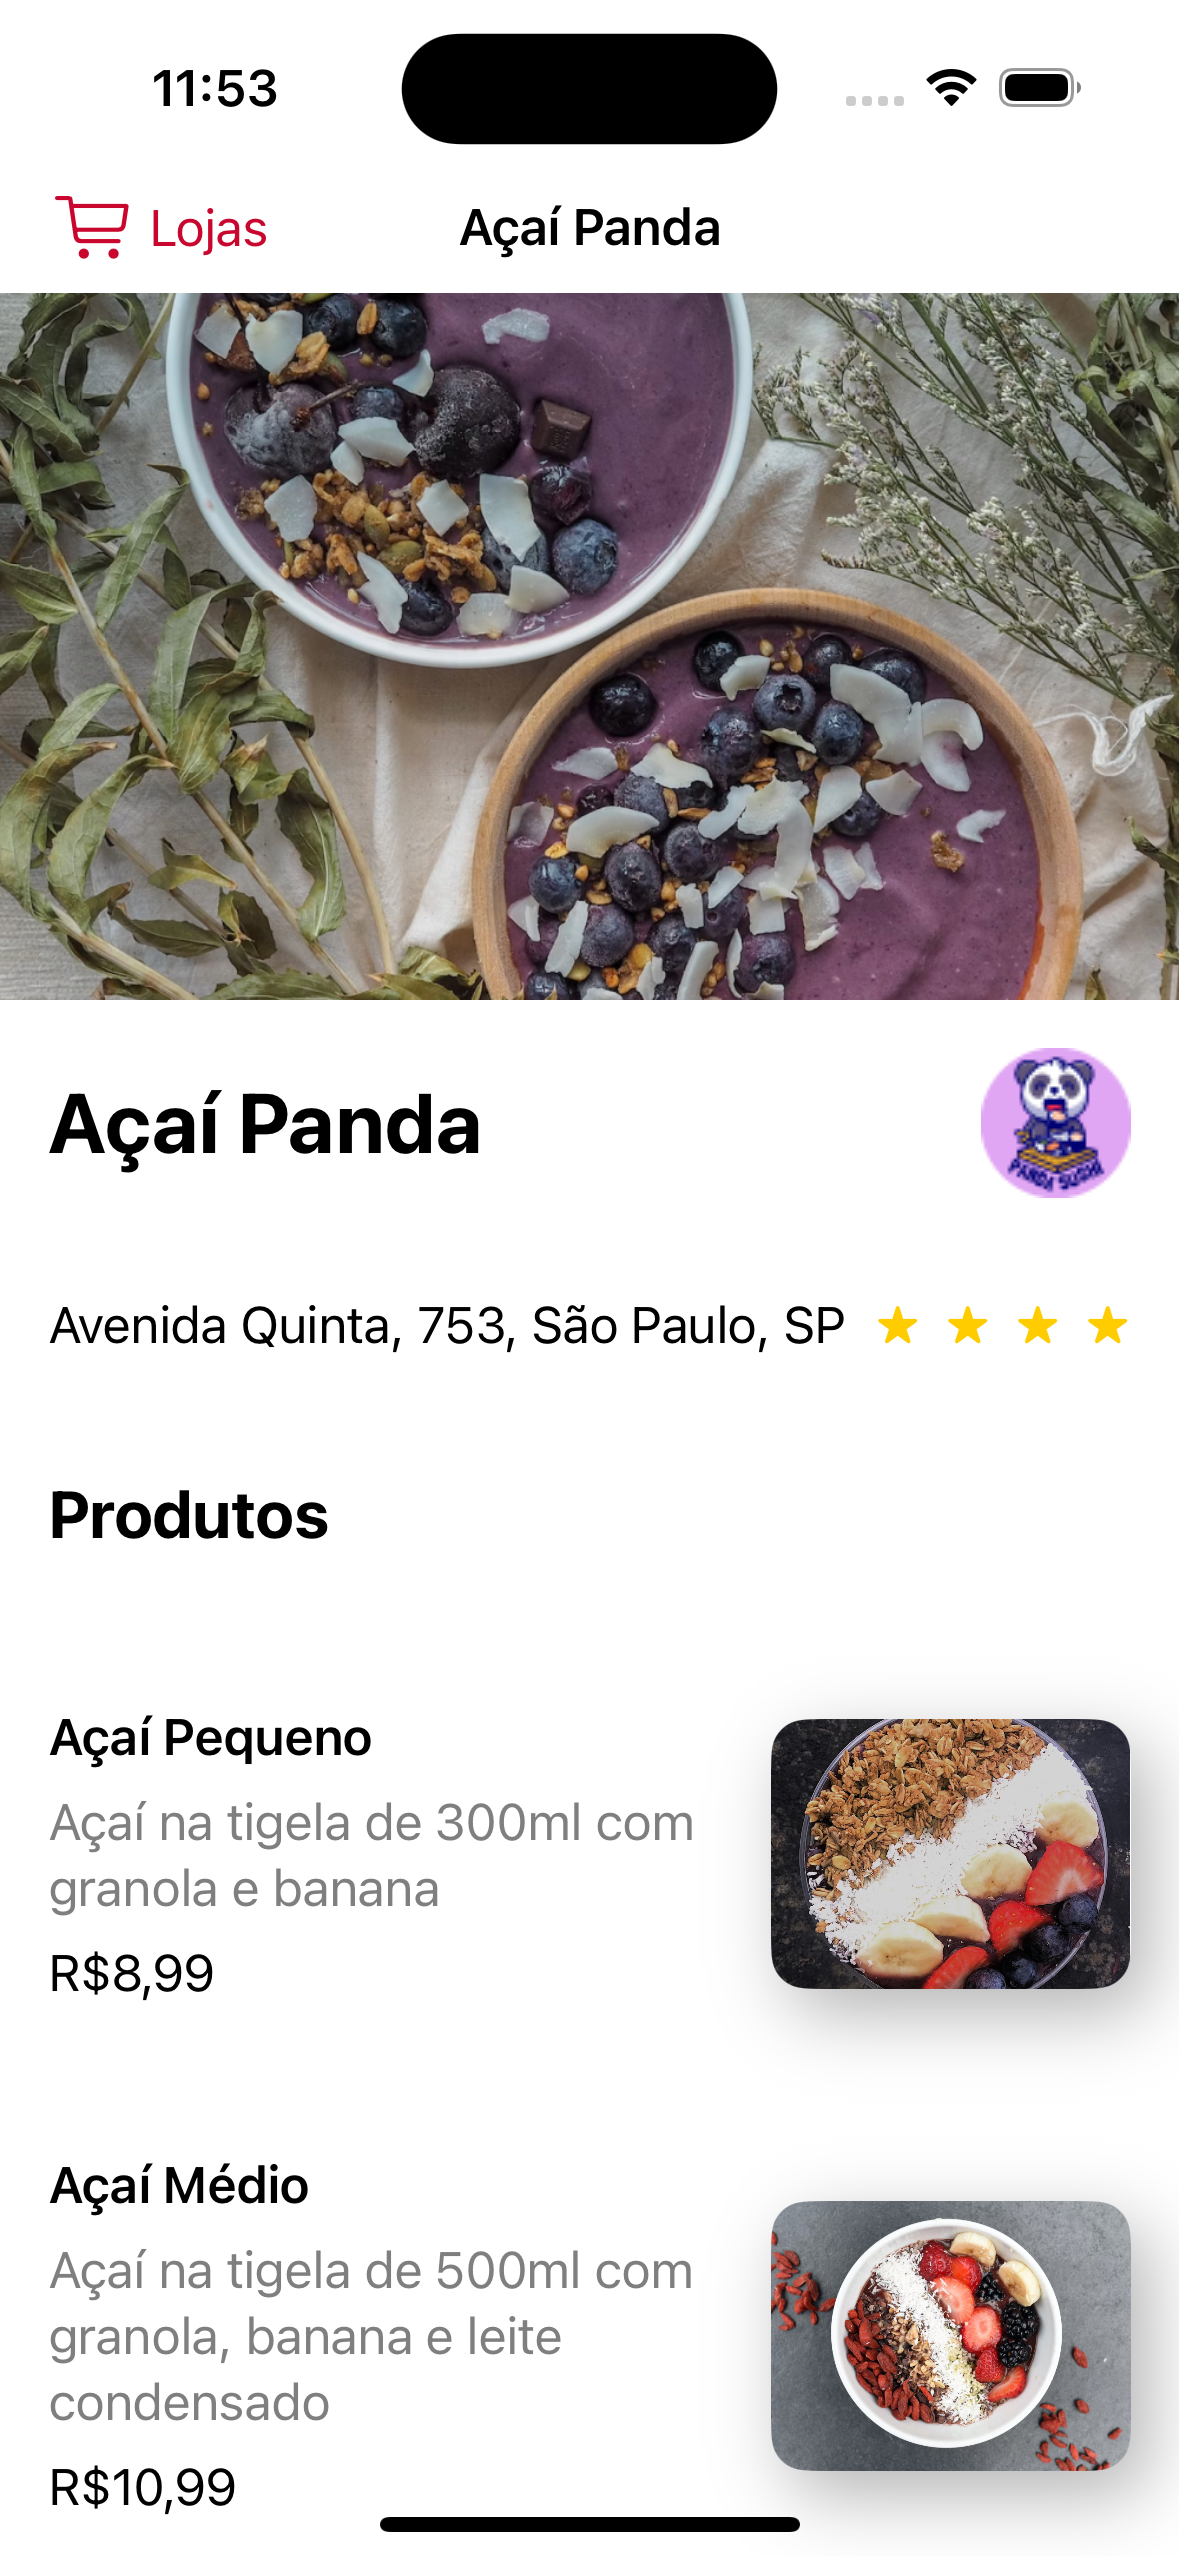 11:53
Lojas
Açaí Panda
Açaí Panda
PANDA SUSHI
Avenida Quinta, 753, São Paulo, SP
Produtos
Açaí Pequeno
Açaí na tigela de 300ml com
granola e banana
R$8,99
Açaí Médio
Açaí na tigela de 500ml com
granola, banana e leite
condensado
R$10,99